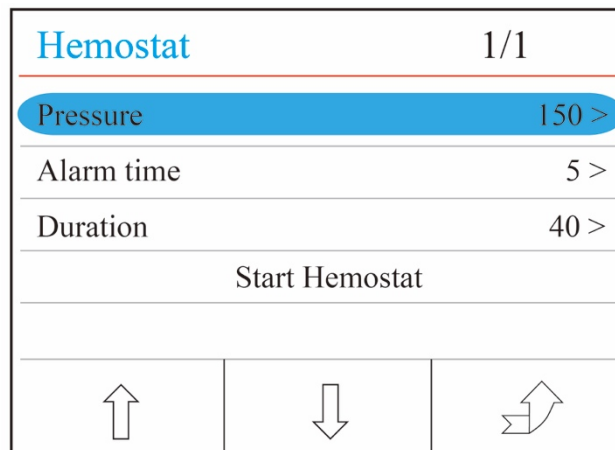 Hemostat 1/1
Pressure 150 >
Alarm time 5 >
Duration 40 >
Start Hemostat